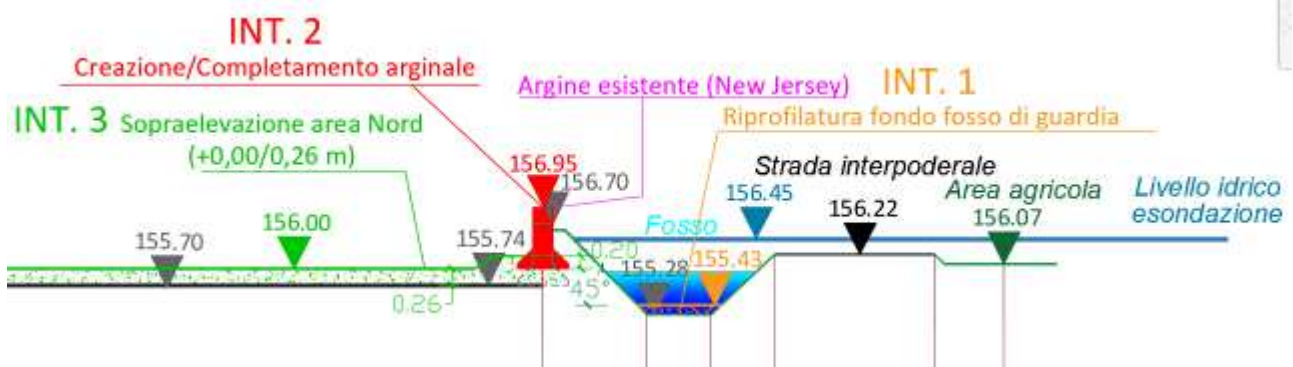 INT. 2
Creazione/Completamento arginale
Argine esistente (New Jersey)
INT. 1
INT. 3 Sopraelevazione area Nord
(+0,00/0,26 m)
Riprofilatura fondo fosso di guardia
156.95
156.70
Strada interpoderale
156.45
156.22
Area agricola
156.07
Livello idrico
esondazione
155.70
156.00
155.74
Fosso
0.20
155.28
155.43
45°
0.26